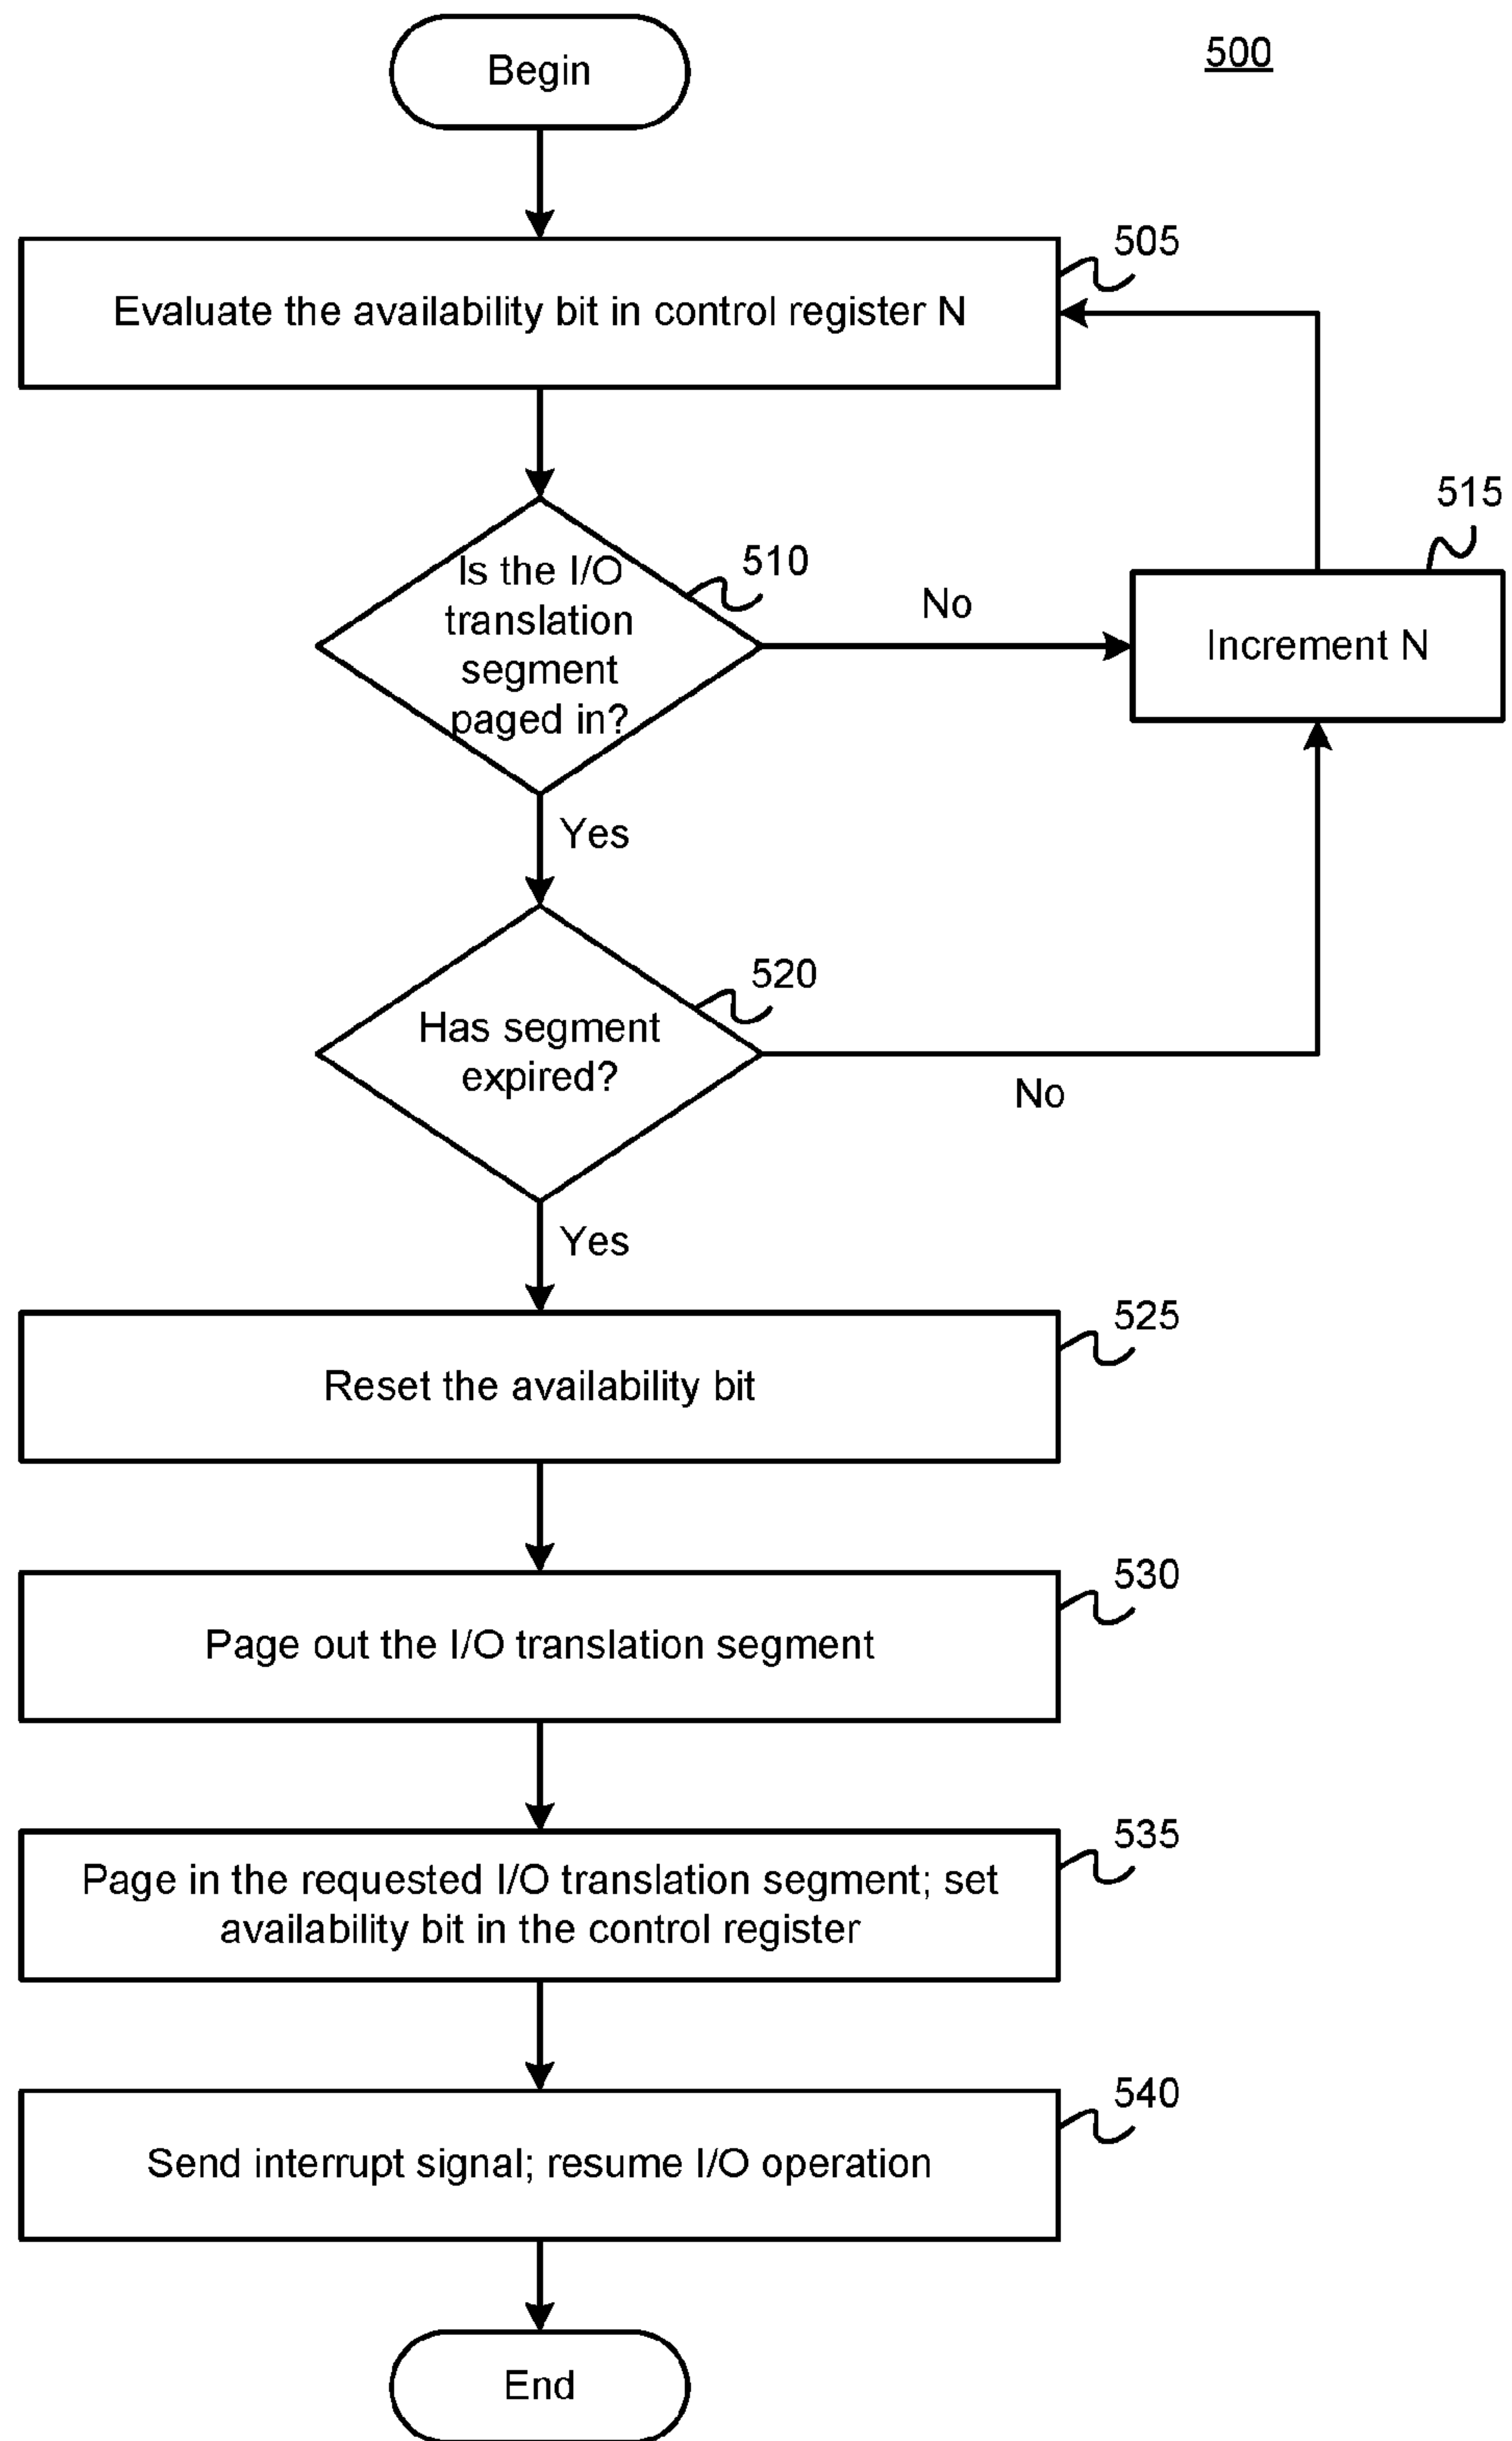 Begin
500
505
Evaluate the availability bit in control register N
515
510
Is the I/O
translation
segment
paged in?
No
Increment N
Yes
520
Has segment
expired?
No
Yes
525
Reset the availability bit
530
Page out the I/O translation segment
535
Page in the requested I/O translation segment; set
availability bit in the control register
540
Send interrupt signal; resume I/O operation
End